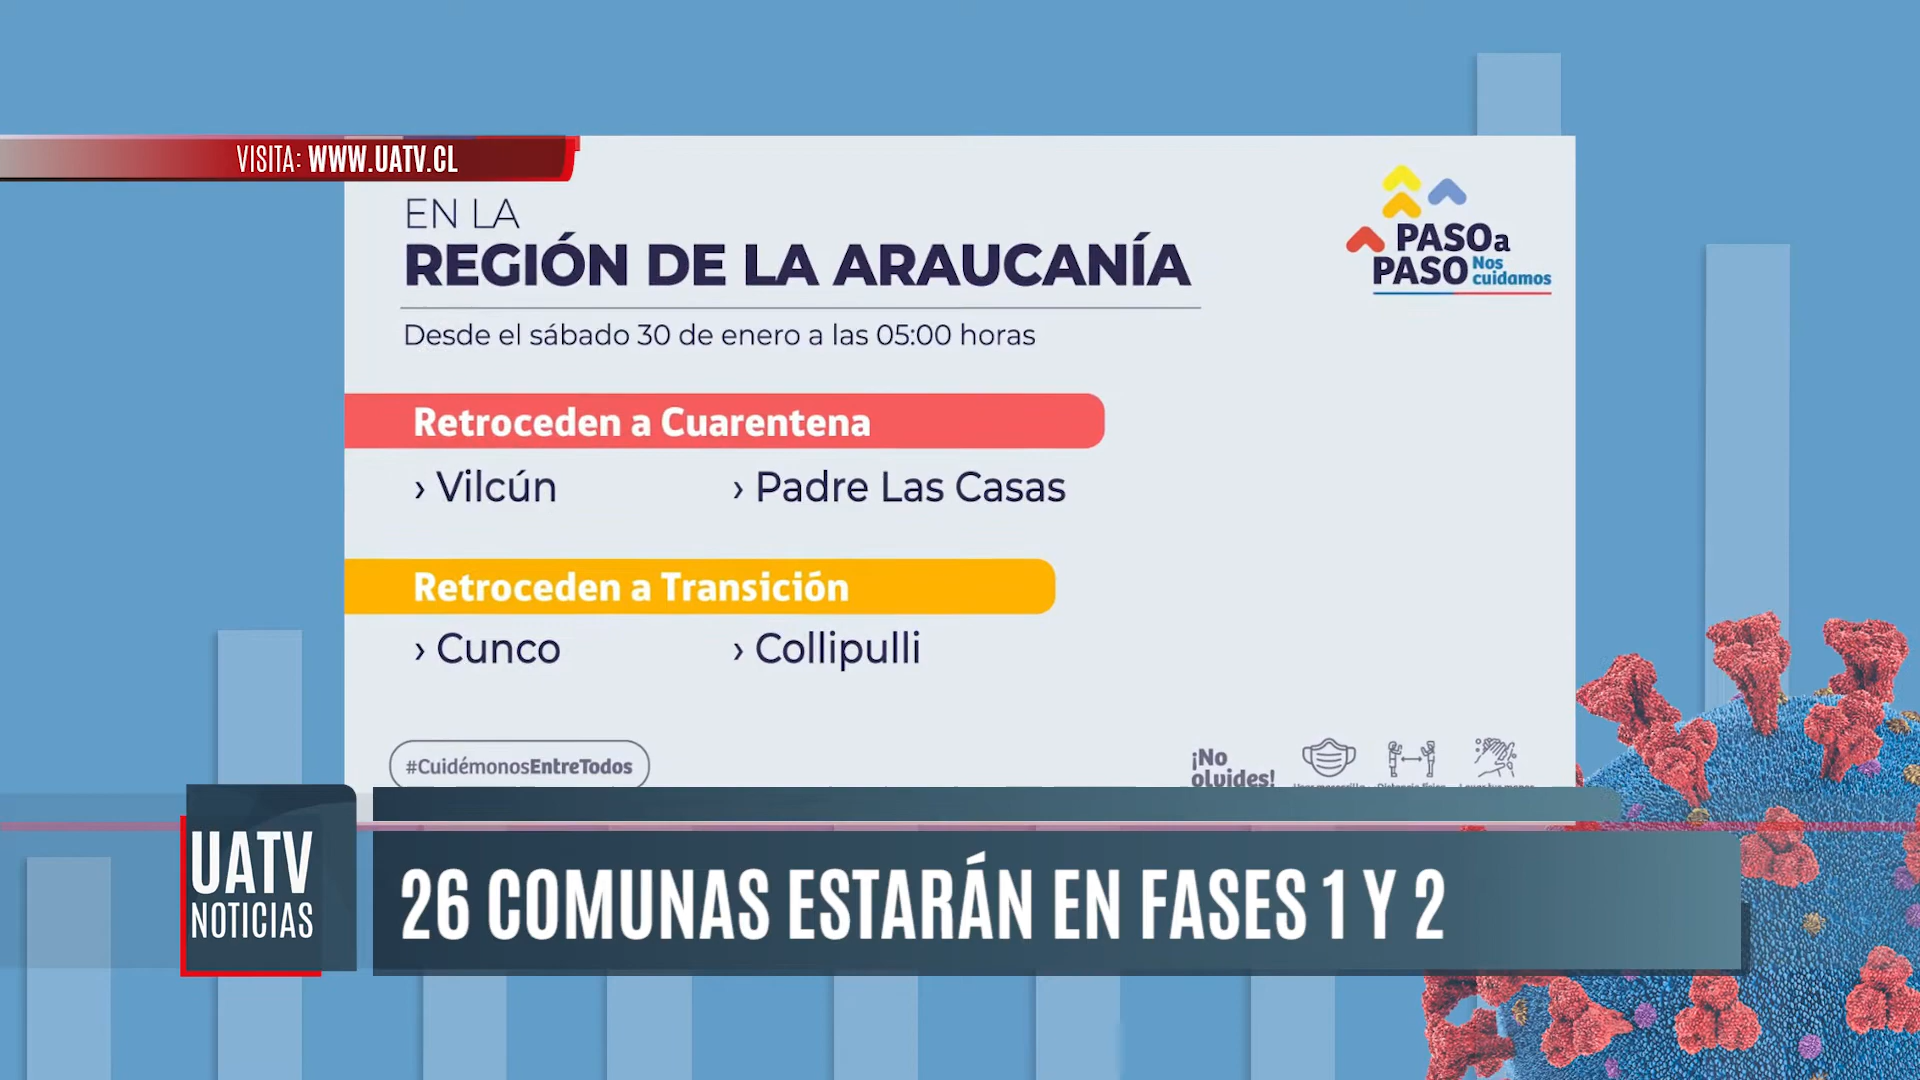 VISITA: WWW.UATV.CL
EN LA
REGIÓN DE LA ARAUCANÍA
Desde el sábado 30 de enero a las 05:00 horas
PASO a
PASO Nos cuidamos
Retroceden a Cuarentena
› Vilcún › Padre Las Casas
Retroceden a Transición
› Cunco › Collipulli
#CuidémonosEntreTodos
¡No
olvides!
UATV
NOTICIAS
26 COMUNAS ESTARÁN EN FASES 1 Y 2